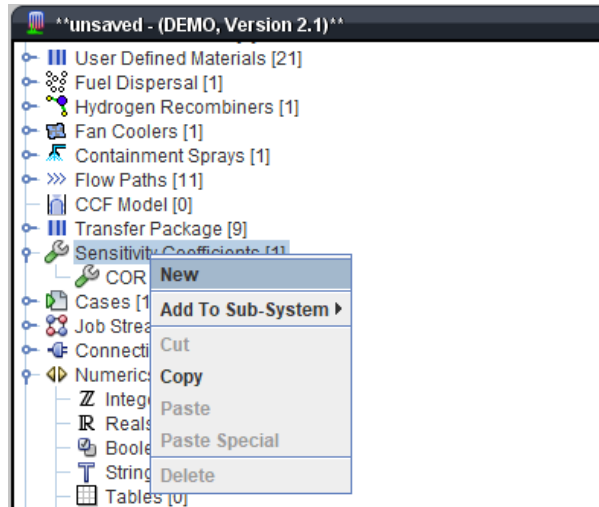 **unsaved - (DEMO, Version 2.1)**
User Defined Materials [21]
Fuel Dispersal [1]
Hydrogen Recombiners [1]
Fan Coolers [1]
Containment Sprays [1]
Flow Paths [11]
CCF Model [0]
Transfer Package [9]
Sensitivity Coefficients [1]
COR
New
Cases [1
Add To Sub-System
Job Strea
Cut
Connecti
Copy
Numerics
Z Intege
Paste
R Reals
Paste Special
Boole
T String
Delete
Tables [0]